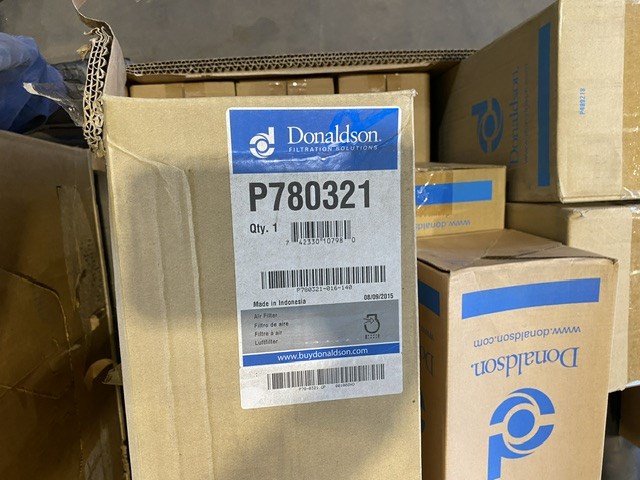 Donaldson.
FILTRATION SOLUTIONS
P780321
Qty. 1
7 42330 10798 0
P780321-016-140
Made in Indonesia
08/09/2015
Air Filter
Filtro de aire
Filtre à air
Luftfilter
www.buydonaldson.com
Donaldson.
www.donaldson.com
Donaldson.